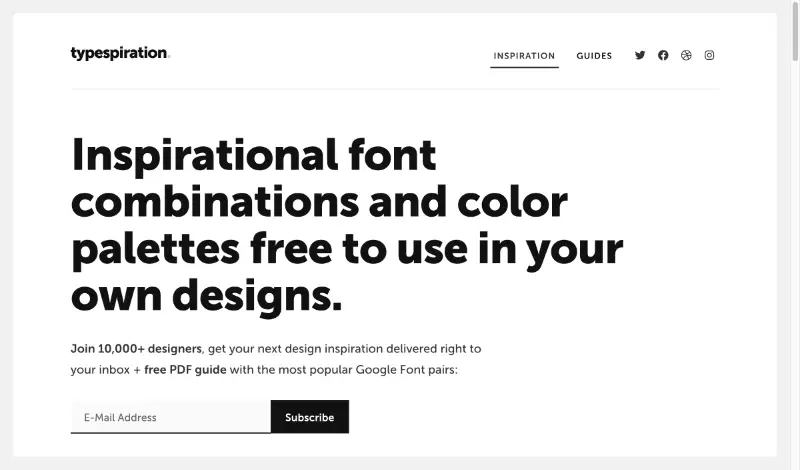 typespiration.
INSPIRATION GUIDES
Inspirational font
combinations and color
palettes free to use in your
own designs.
Join 10,000+ designers, get your next design inspiration delivered right to
your inbox + free PDF guide with the most popular Google Font pairs:
E-Mail Address Subscribe